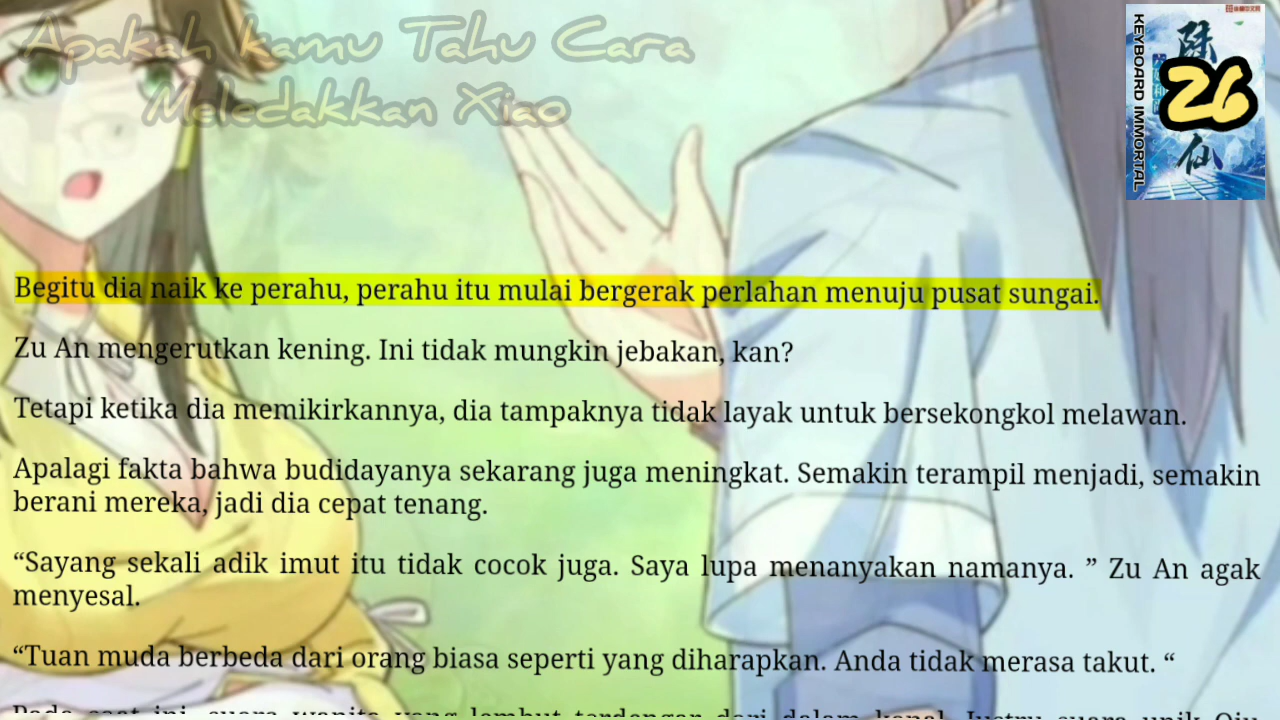 Apakah kamu Tahu Cara
Meledakkan Xiao
KEYBOARD IMMORTAL
26
仙
Begitu dia naik ke perahu, perahu itu mulai bergerak perlahan menuju pusat sungai.
Zu An mengerutkan kening. Ini tidak mungkin jebakan, kan?
Tetapi ketika dia memikirkannya, dia tampaknya tidak layak untuk bersekongkol melawan.
Apalagi fakta bahwa budidayanya sekarang juga meningkat. Semakin terampil menjadi, semakin
berani mereka, jadi dia cepat tenang.
“Sayang sekali adik imut itu tidak cocok juga. Saya lupa menanyakan namanya. ” Zu An agak
menyesal.
“Tuan muda berbeda dari orang biasa seperti yang diharapkan. Anda tidak merasa takut. “